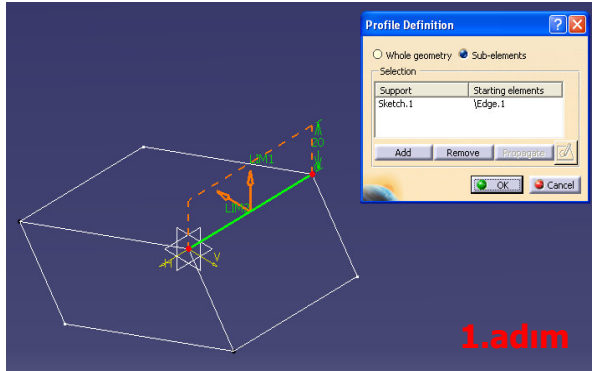 Profile Definition
Whole geometry Sub-elements
Selection
Support Starting elements
Sketch.1 \Edge.1
Add Remove Propagate
OK Cancel
20
LIM1
LIM2
H V
1.adım